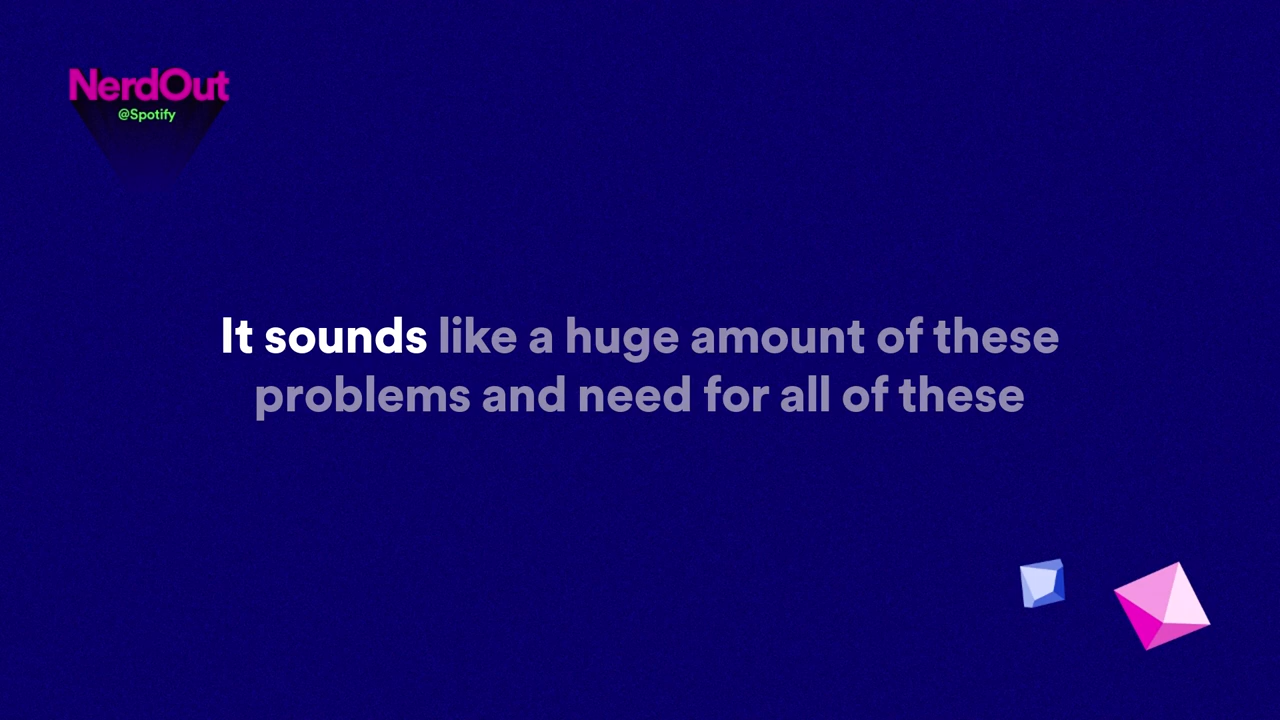 NerdOut
@Spotify
It sounds like a huge amount of these
problems and need for all of these